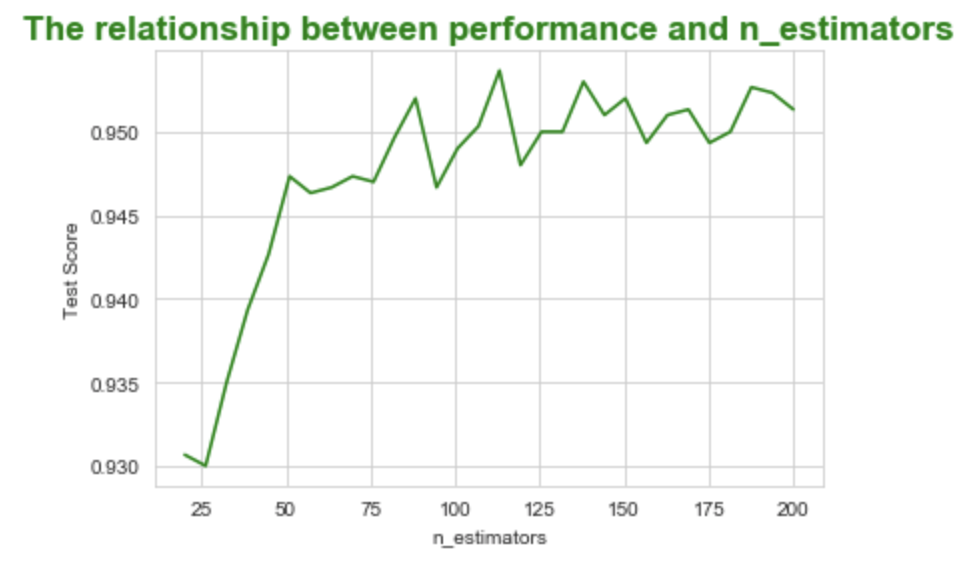 The relationship between performance and n_estimators
0.950
0.945
0.940
0.935
0.930
Test Score
25 50 75 100 125 150 175 200
n_estimators